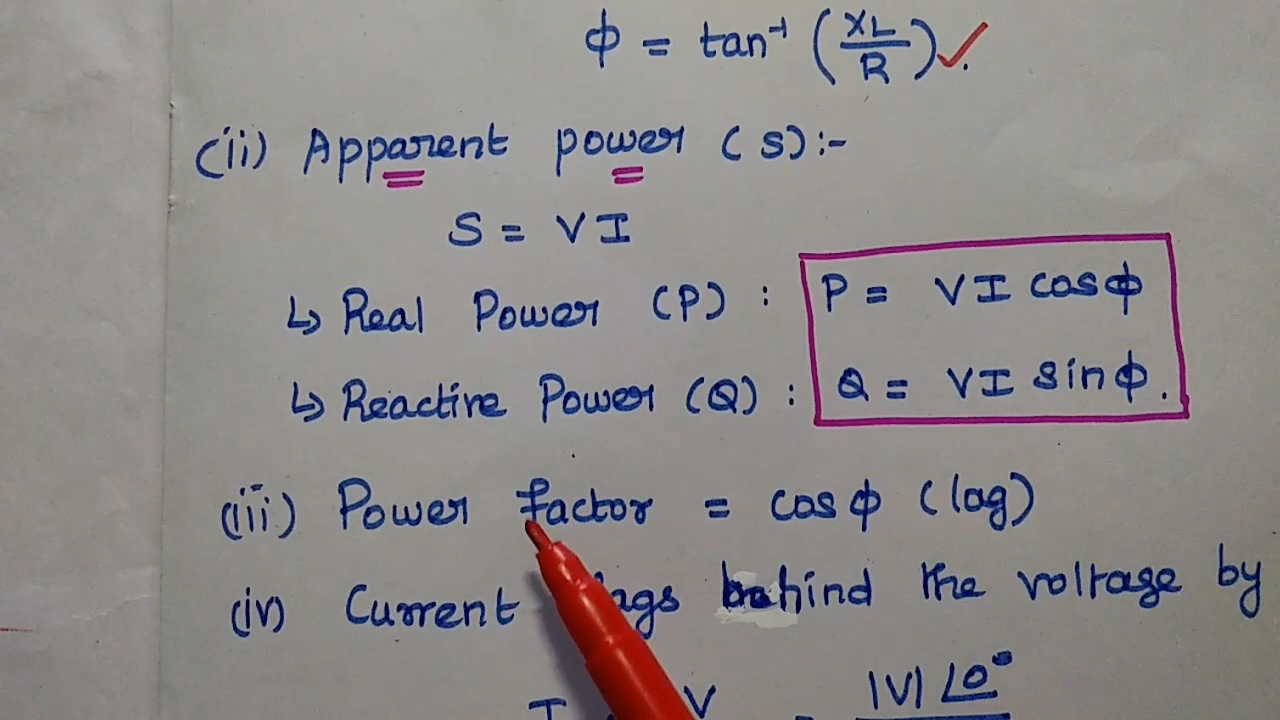 ϕ = tan⁻¹ (XL/R) ✓.
(ii) Apparent power (S):-
S = VI
↳ Real Power (P) : P = VI cosϕ
↳ Reactive Power (Q) : Q = VI sinϕ.
(iii) Power factor = cosϕ (lag)
(iv) Current lags behind the voltage by
V = |V| ∠0°